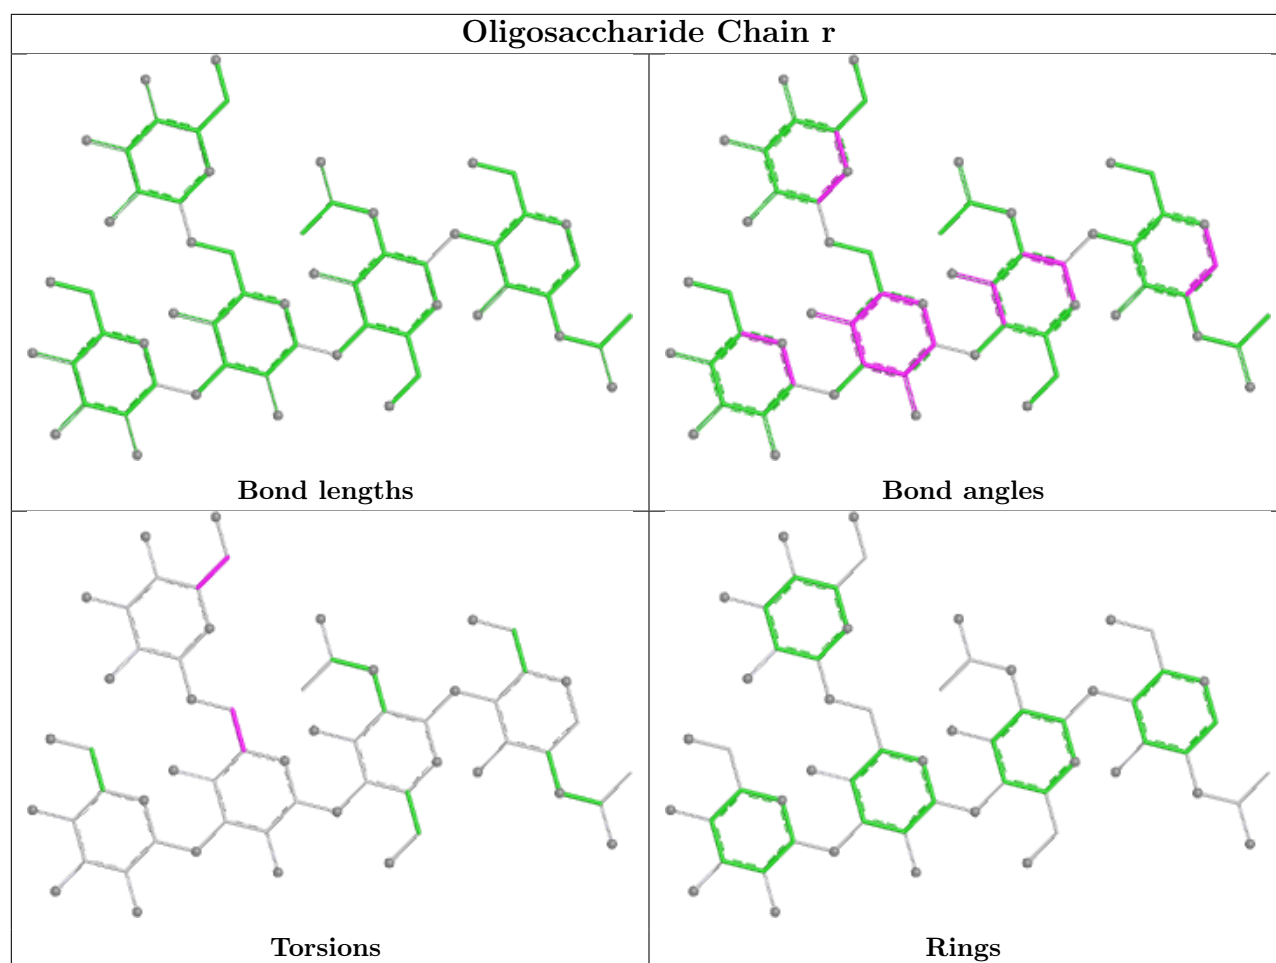 Oligosaccharide Chain r
Bond lengths
Bond angles
Torsions
Rings